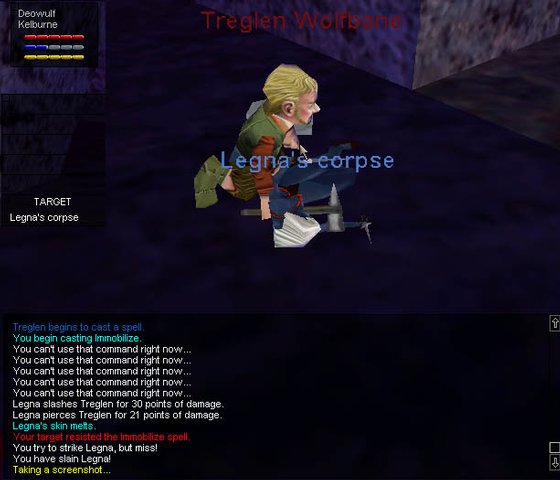 Deowulf
Kelburne
Treglen Wolfbane
Legna's corpse
TARGET
Legna's corpse
Treglen begins to cast a spell.
You begin casting Immobilize.
You can't use that command right now...
You can't use that command right now...
You can't use that command right now...
You can't use that command right now...
You can't use that command right now...
Legna slashes Treglen for 30 points of damage.
Legna pierces Treglen for 21 points of damage.
Legna's skin melts.
Your target resisted the Immobilize spell.
You try to strike Legna, but miss!
You have slain Legna!
Taking a screenshot...